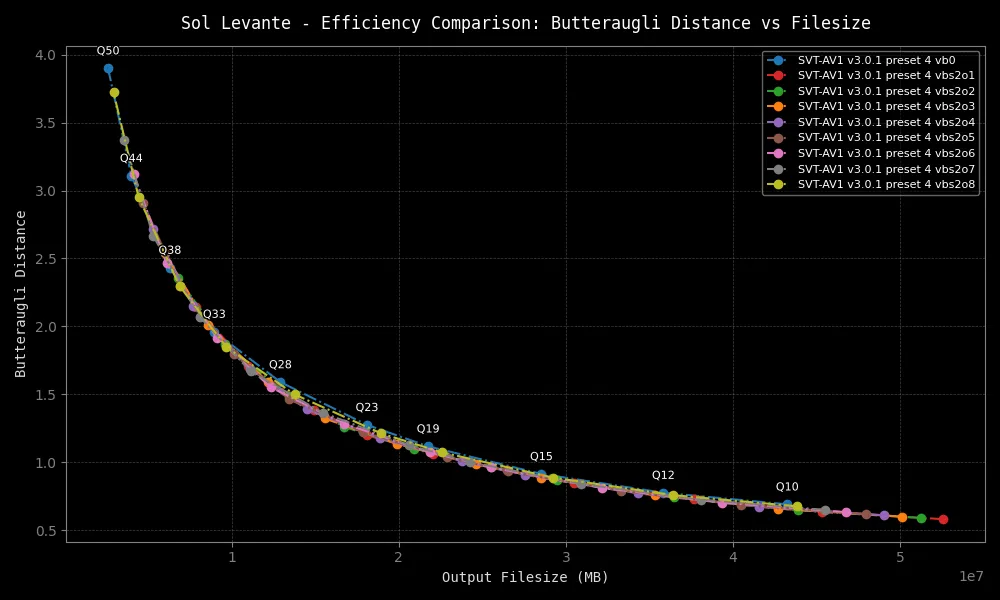 Sol Levante - Efficiency Comparison: Butteraugli Distance vs Filesize
Q50
4.0
SVT-AV1 v3.0.1 preset 4 vb0
SVT-AV1 v3.0.1 preset 4 vbs2o1
SVT-AV1 v3.0.1 preset 4 vbs2o2
SVT-AV1 v3.0.1 preset 4 vbs2o3
SVT-AV1 v3.0.1 preset 4 vbs2o4
SVT-AV1 v3.0.1 preset 4 vbs2o5
SVT-AV1 v3.0.1 preset 4 vbs2o6
SVT-AV1 v3.0.1 preset 4 vbs2o7
SVT-AV1 v3.0.1 preset 4 vbs2o8
3.5
Q44
3.0
Q38
2.5
Q33
2.0
Q28
1.5
Q23
Q19
Q15
1.0
Q12
Q10
0.5
Butteraugli Distance
1
2
3
4
5
1e7
Output Filesize (MB)